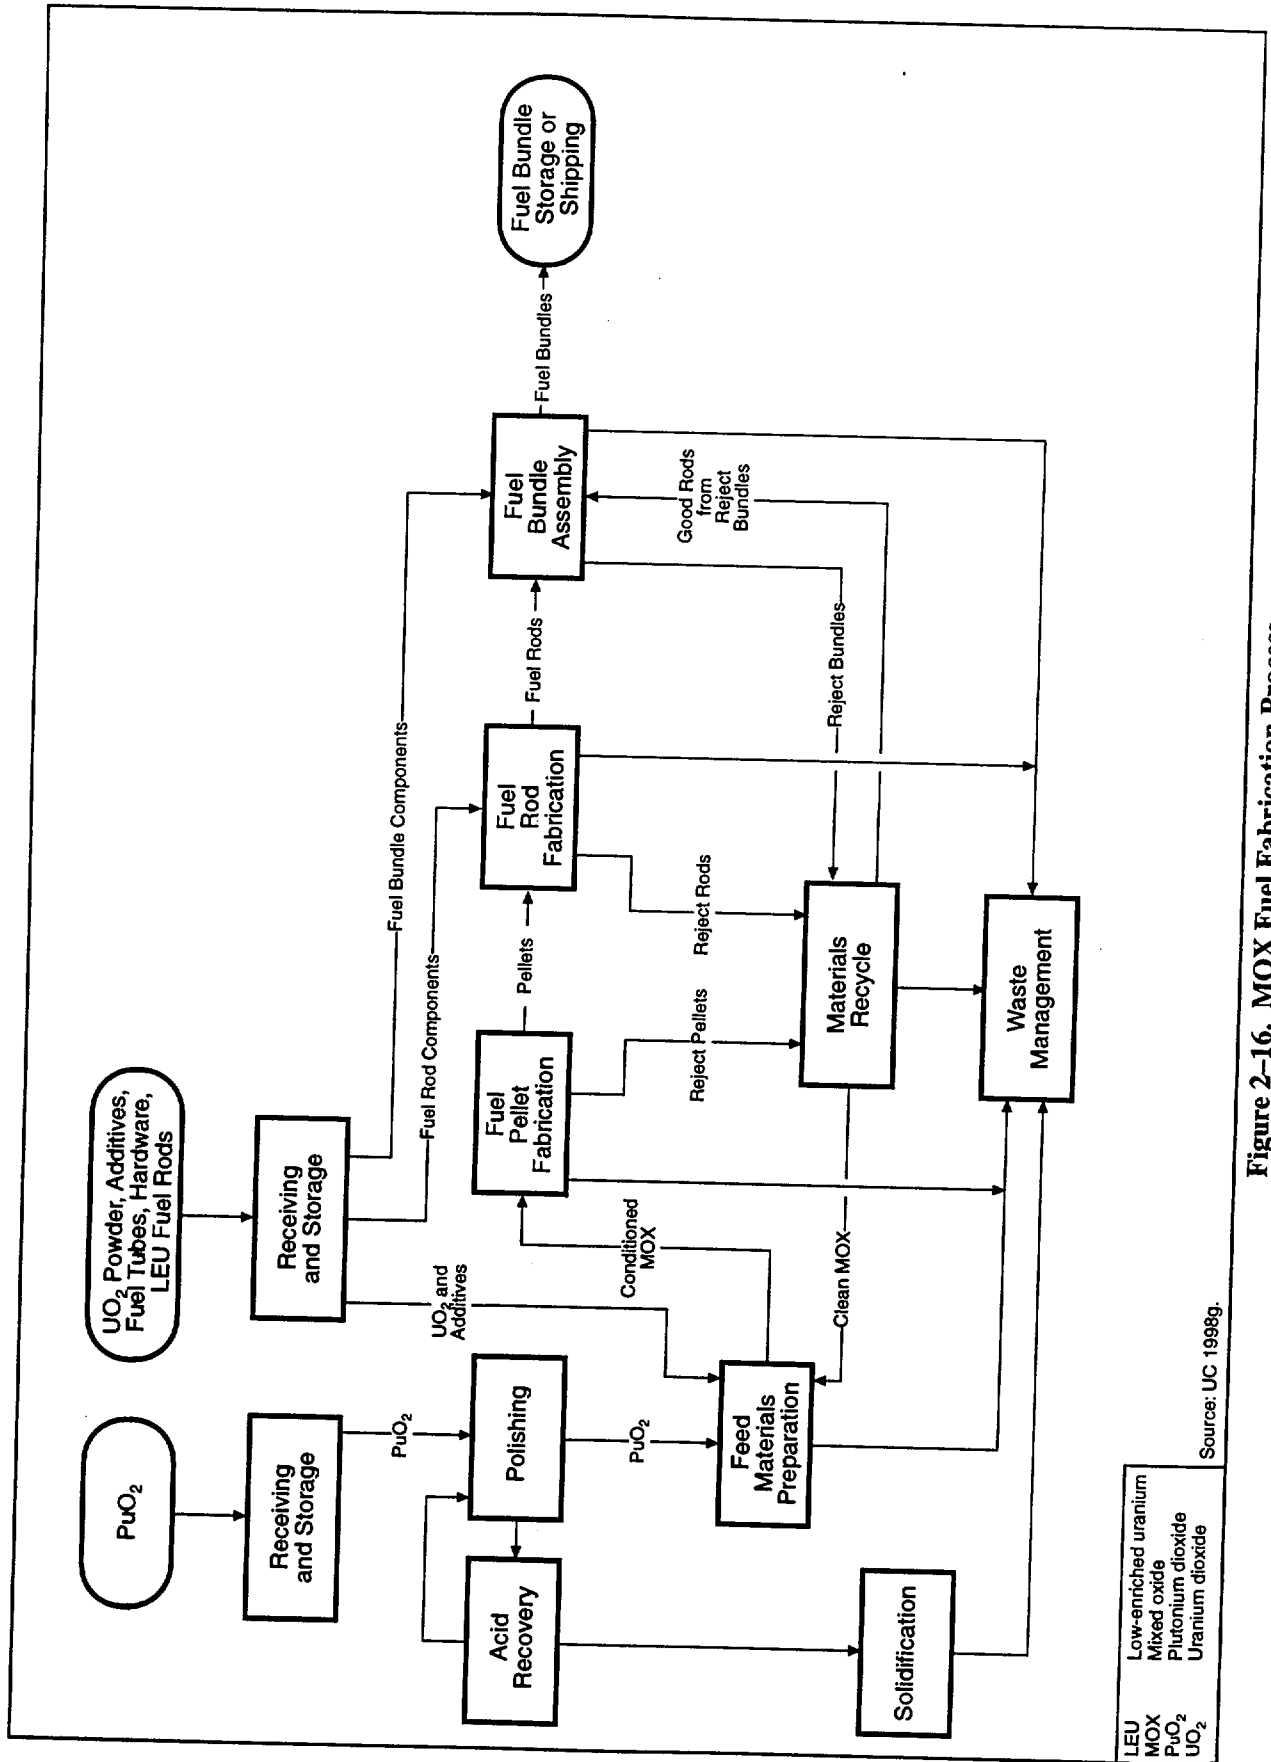 PuO2
UO2 Powder, Additives,
Fuel Tubes, Hardware,
LEU Fuel Rods
Receiving
and Storage
Receiving
and Storage
PuO2
UO2 and
Additives
Fuel Rod Components
Fuel Bundle Components
Acid
Recovery
Polishing
Fuel
Pellet
Fabrication
Pellets
Fuel
Rod
Fabrication
Fuel Rods
Fuel
Bundle
Assembly
Fuel Bundles
Fuel Bundle
Storage or
Shipping
PuO2
Conditioned
MOX
Reject Pellets
Reject Rods
Good Rods
from
Reject
Bundles
Reject Bundles
Feed
Materials
Preparation
Clean MOX
Materials
Recycle
Solidification
Waste
Management
LEU Low-enriched uranium
MOX Mixed oxide
PuO2 Plutonium dioxide
UO2 Uranium dioxide
Source: UC 1998g.
Figure 2–16. MOX Fuel Fabrication Process